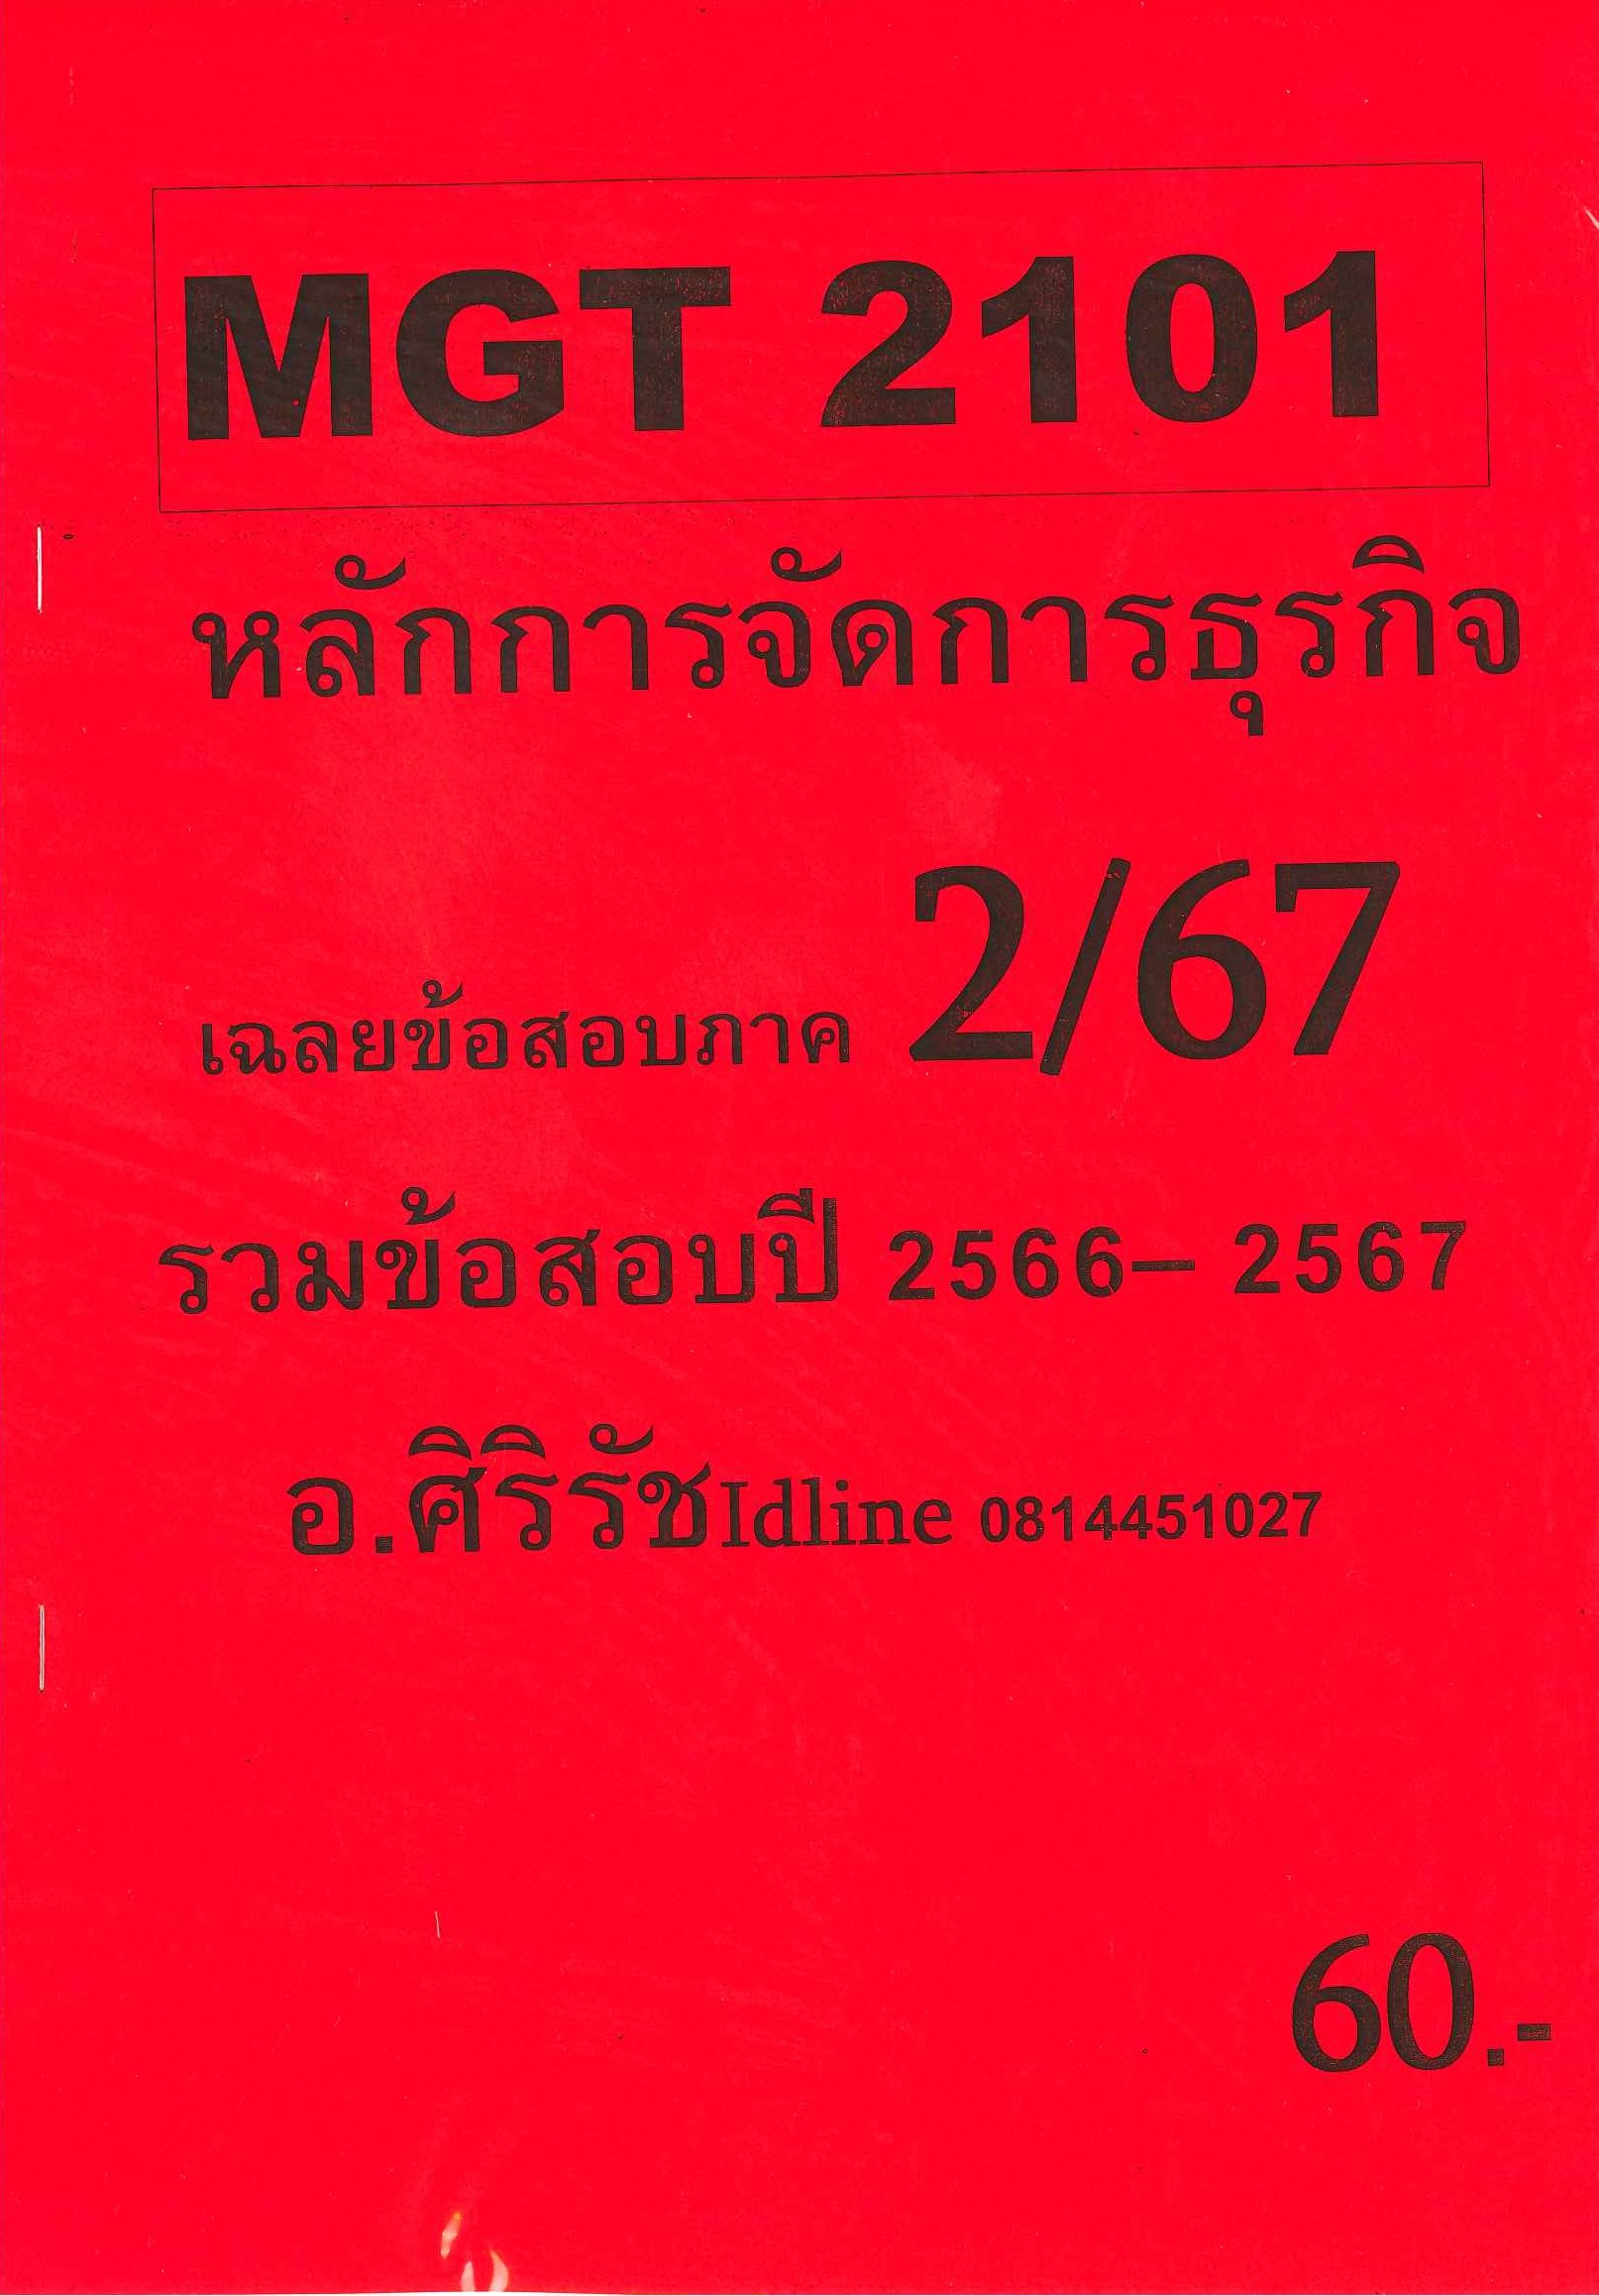 MGT 2101
หลักการจัดการธุรกิจ
เฉลยข้อสอบภาค 2/67
รวมข้อสอบปี 2566– 2567
อ.ศิริรัชIdline 0814451027
60.-